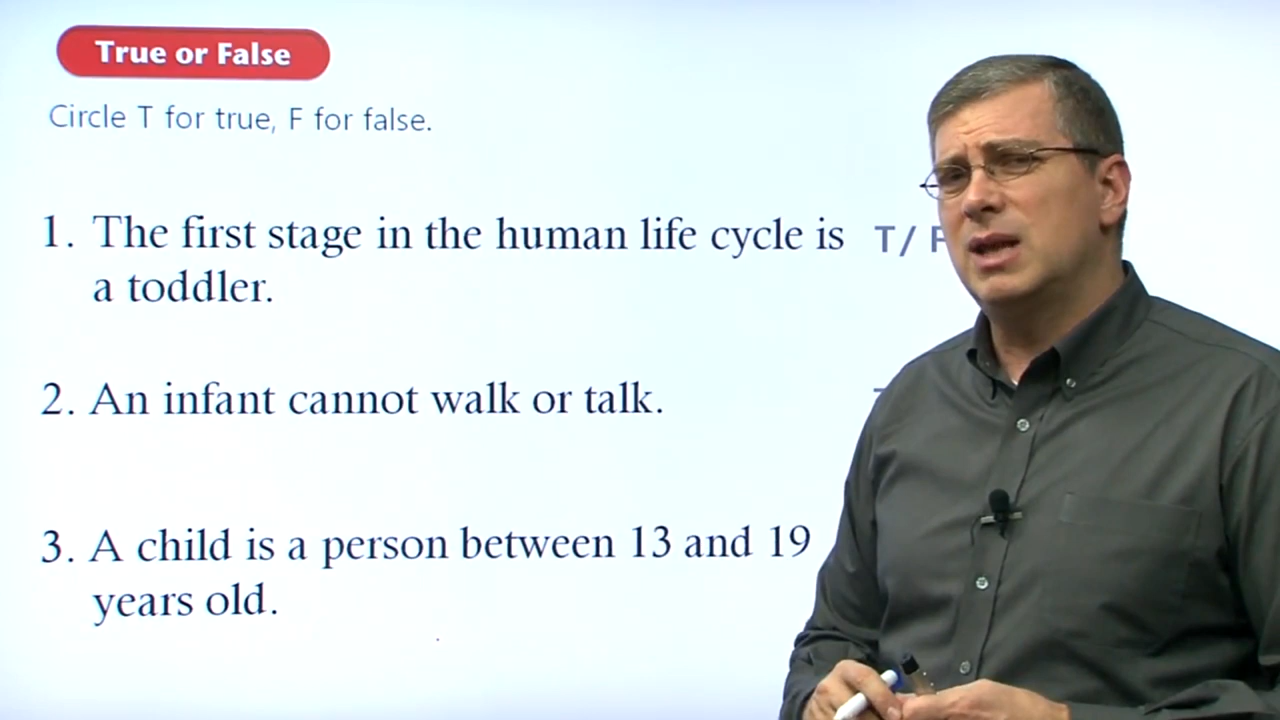 True or False
Circle T for true, F for false.
1. The first stage in the human life cycle is T / F
a toddler.
2. An infant cannot walk or talk.
3. A child is a person between 13 and 19
years old.